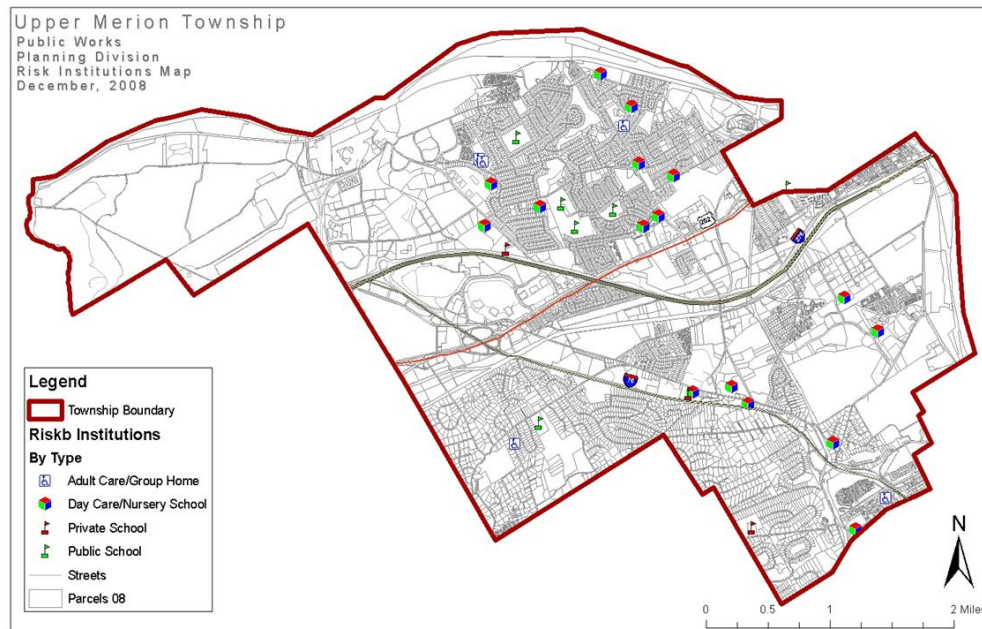 Upper Merion Township
Public Works
Planning Division
Risk Institutions Map
December, 2008
202
76
Legend
Township Boundary
Riskb Institutions
By Type
Adult Care/Group Home
Day Care/Nursery School
Private School
Public School
Streets
Parcels 08
N
0 0.5 1 2 Miles